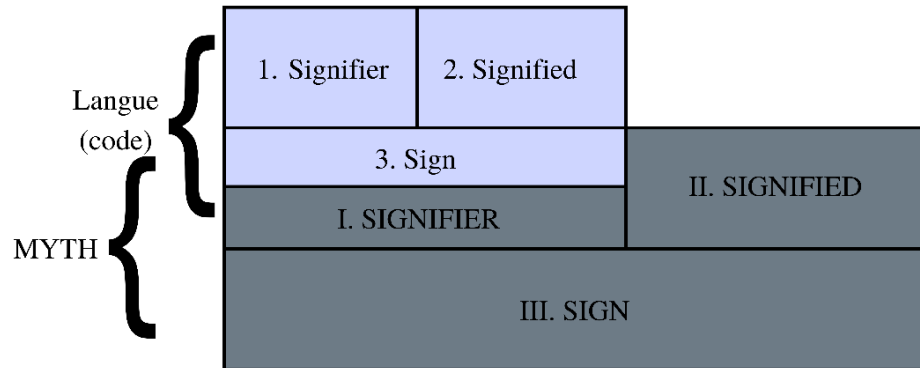 1. Signifier
2. Signified
Langue
(code)
3. Sign
II. SIGNIFIED
I. SIGNIFIER
MYTH
III. SIGN